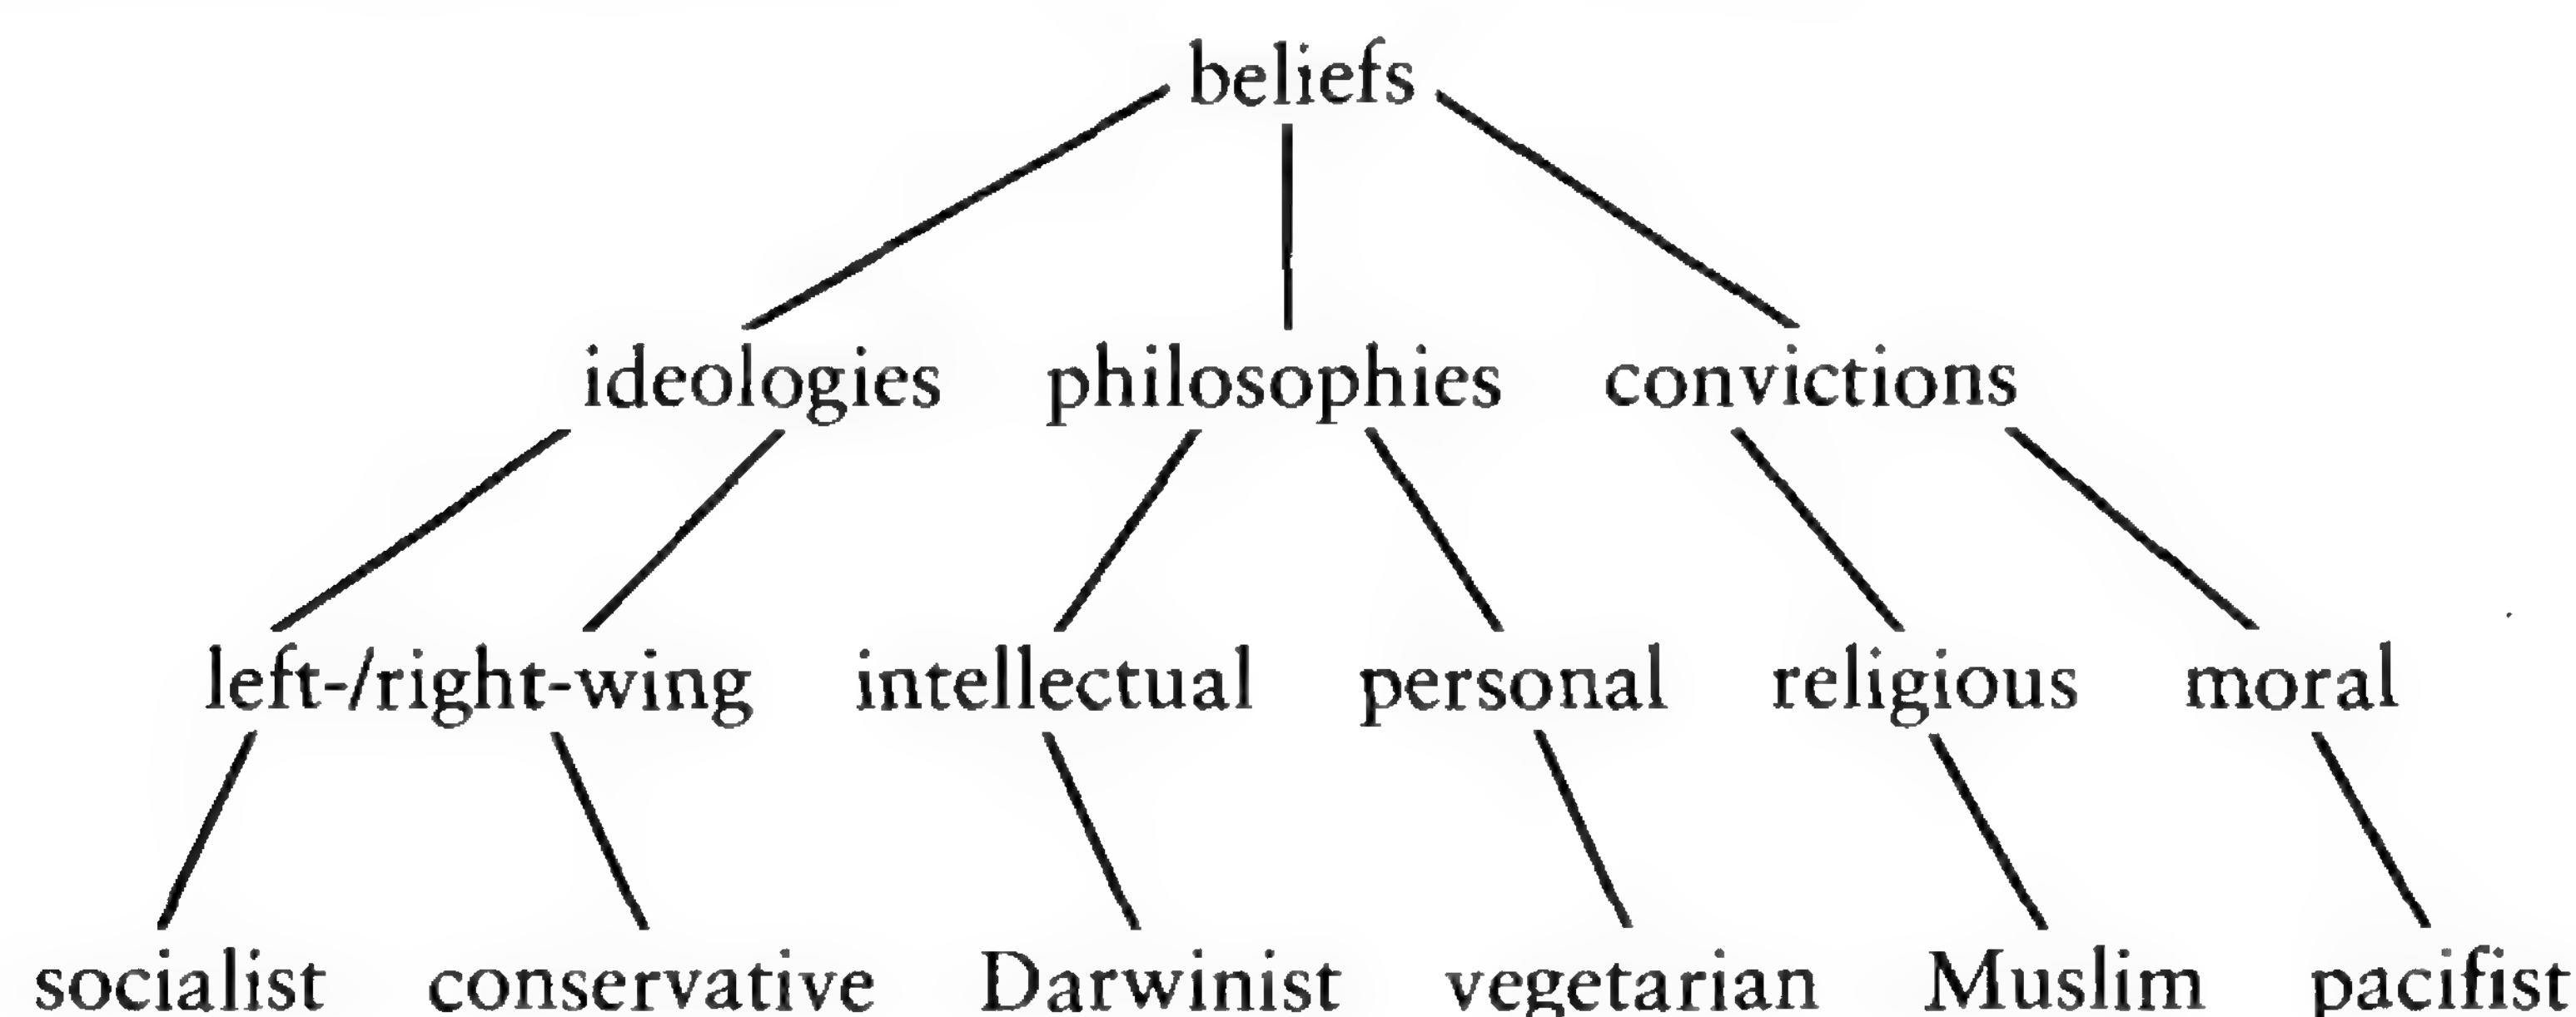 beliefs
ideologies philosophies convictions
left-/right-wing intellectual personal religious moral
socialist conservative Darwinist vegetarian Muslim pacifist